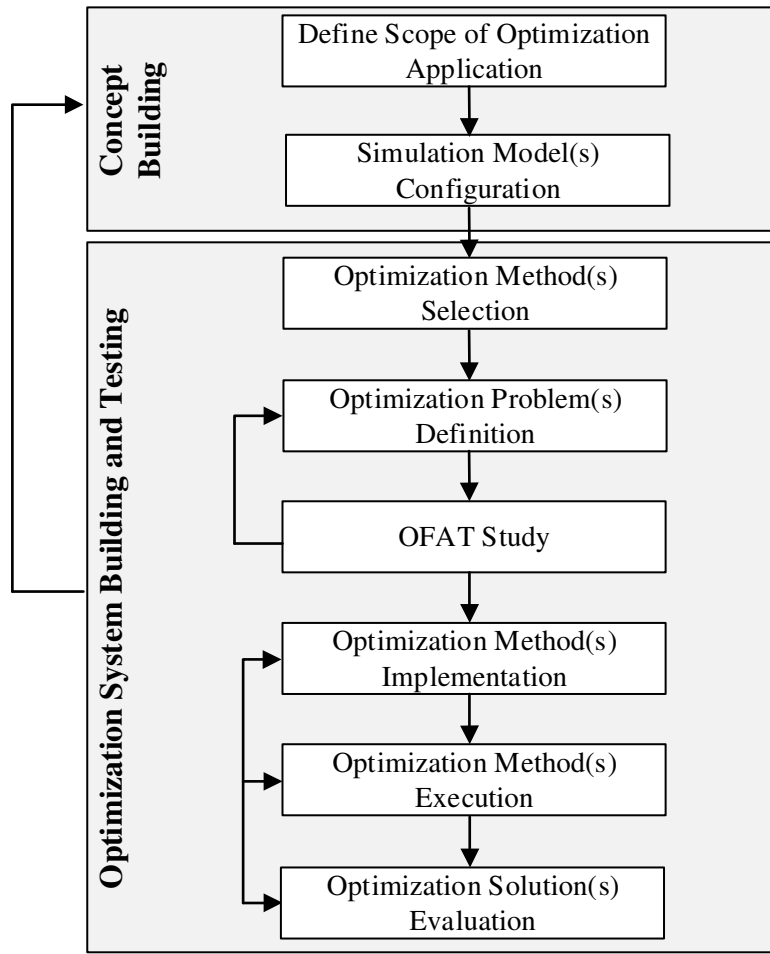 Concept
Building
Define Scope of Optimization
Application
Simulation Model(s)
Configuration
Optimization System Building and Testing
Optimization Method(s)
Selection
Optimization Problem(s)
Definition
OFAT Study
Optimization Method(s)
Implementation
Optimization Method(s)
Execution
Optimization Solution(s)
Evaluation